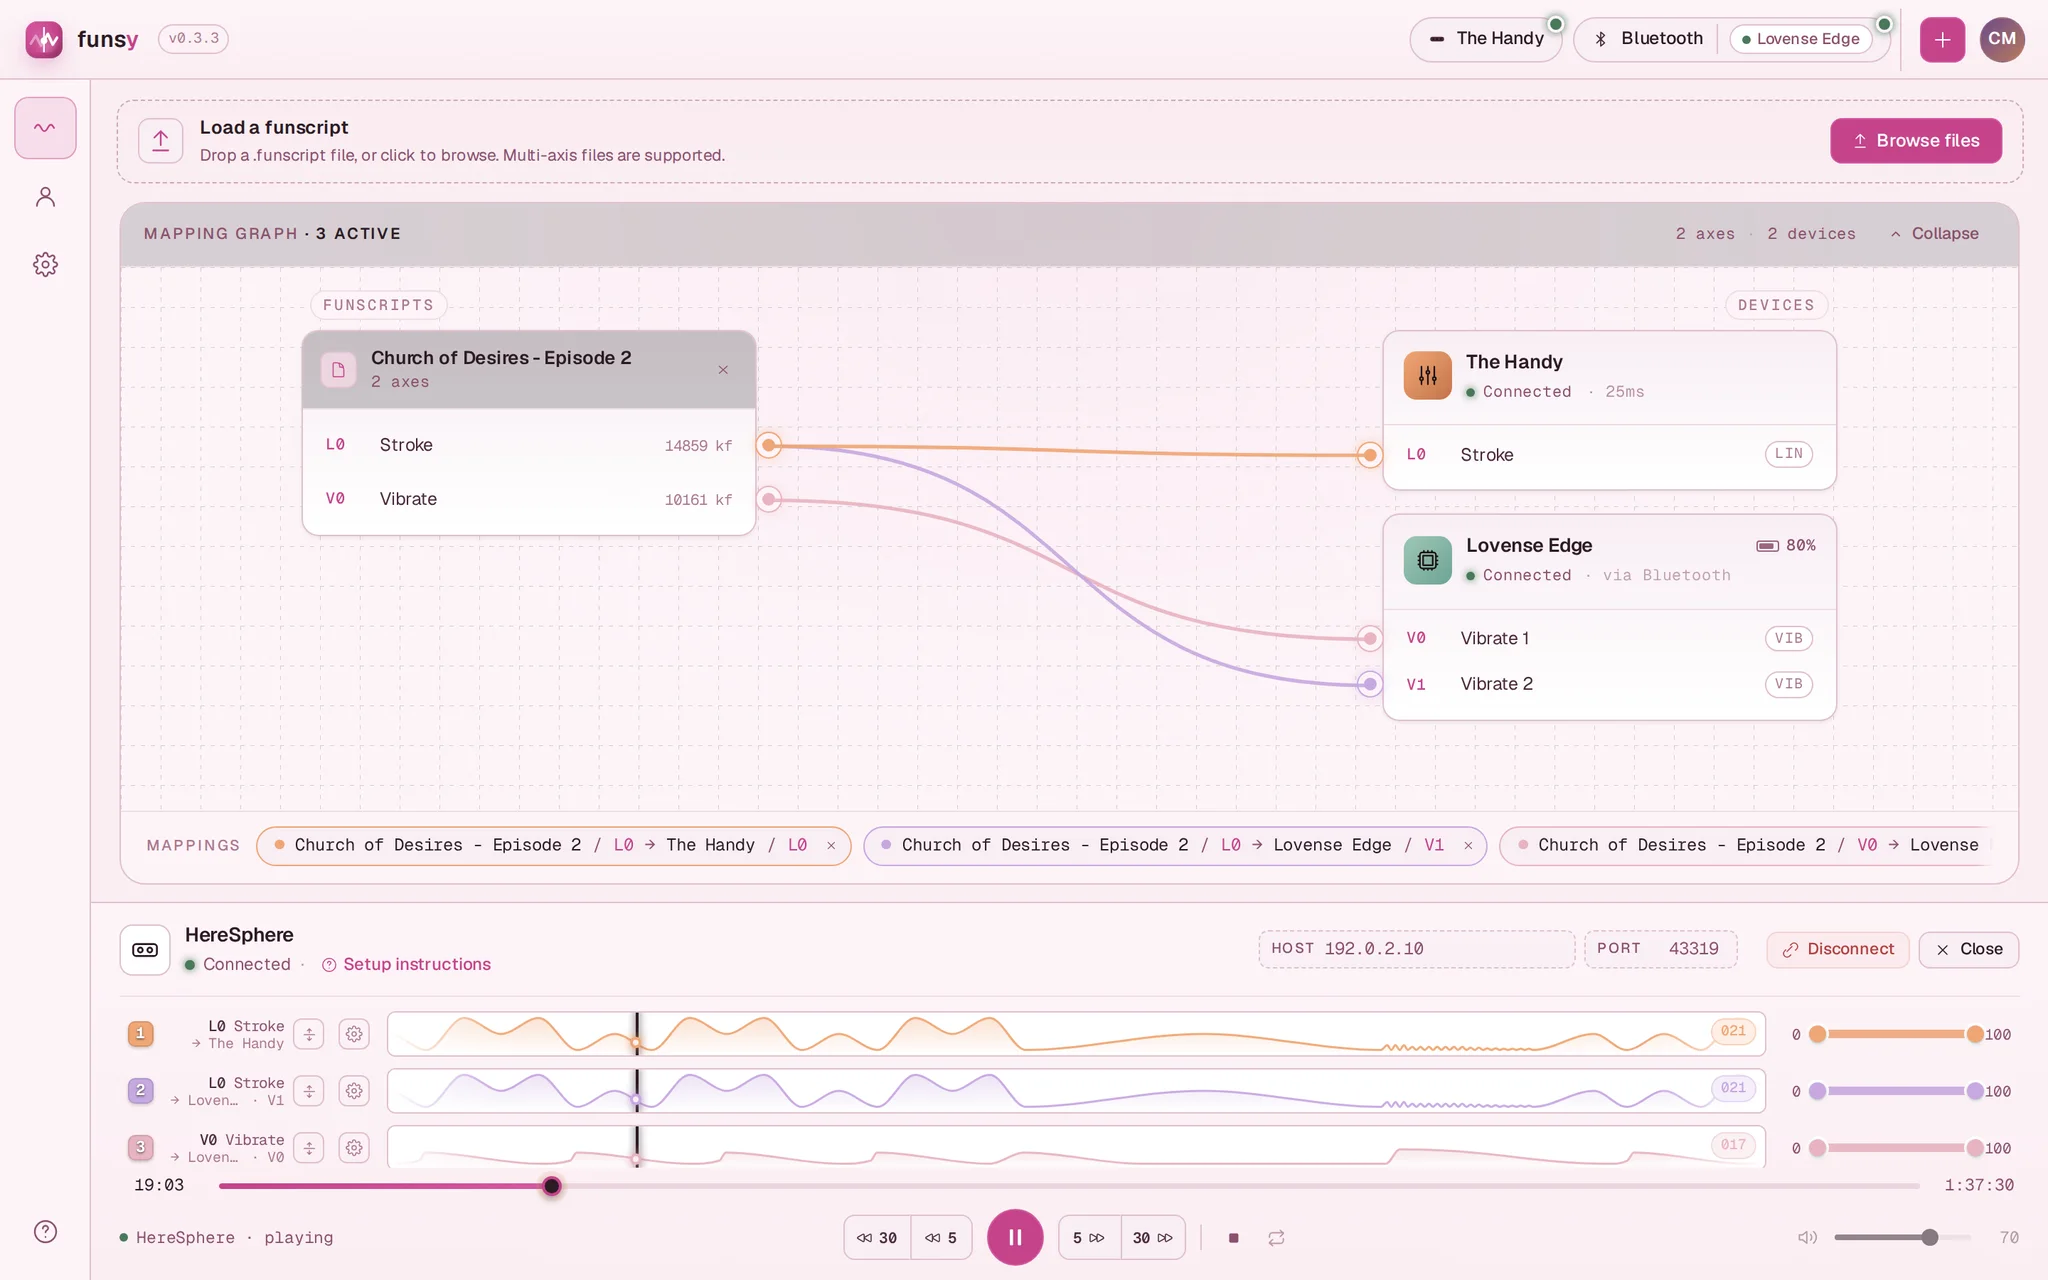 funsy v0.3.3
The Handy
Bluetooth
Lovense Edge
CM
Load a funscript
Drop a .funscript file, or click to browse. Multi-axis files are supported.
Browse files
MAPPING GRAPH · 3 ACTIVE
2 axes · 2 devices
Collapse
FUNSCRIPTS
DEVICES
Church of Desires - Episode 2
2 axes
L0 Stroke 14859 kf
V0 Vibrate 10161 kf
The Handy
Connected · 25ms
L0 Stroke LIN
Lovense Edge 80%
Connected · via Bluetooth
V0 Vibrate 1 VIB
V1 Vibrate 2 VIB
MAPPINGS
Church of Desires - Episode 2 / L0 → The Handy / L0 ×
Church of Desires - Episode 2 / L0 → Lovense Edge / V1 ×
Church of Desires - Episode 2 / V0 → Lovense
HereSphere
Connected · Setup instructions
HOST 192.0.2.10
PORT 43319
Disconnect
Close
1 L0 Stroke
→ The Handy
021
0 100
2 L0 Stroke
→ Loven… · V1
021
0 100
3 V0 Vibrate
→ Loven… · V0
017
0 100
19:03
1:37:30
HereSphere · playing
30
5
5
30
70